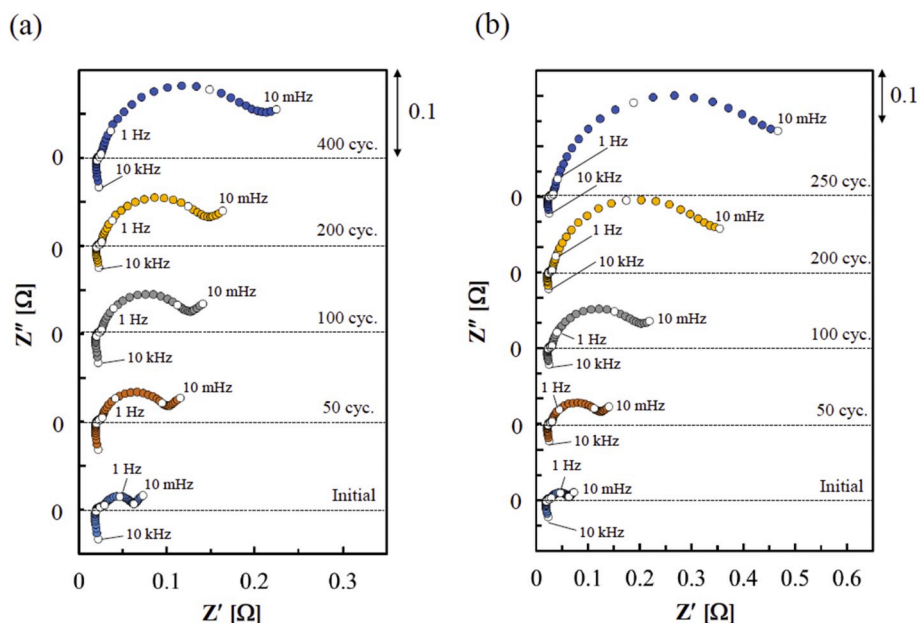 (a)
(b)
10 mHz
1 Hz
0
400 cyc.
10 kHz
0.1
10 mHz
1 Hz
0
200 cyc.
10 kHz
10 mHz
1 Hz
0
100 cyc.
10 kHz
10 mHz
1 Hz
0
50 cyc.
10 kHz
1 Hz
10 mHz
Initial
0
10 kHz
Z″ [Ω]
0
0.1
0.2
0.3
Z′ [Ω]
10 mHz
1 Hz
10 kHz
0
250 cyc.
0.1
10 mHz
1 Hz
10 kHz
0
200 cyc.
10 mHz
1 Hz
0
100 cyc.
10 kHz
1 Hz
10 mHz
0
50 cyc.
10 kHz
1 Hz
10 mHz
Initial
0
10 kHz
Z″ [Ω]
0
0.1
0.2
0.3
0.4
0.5
0.6
Z′ [Ω]